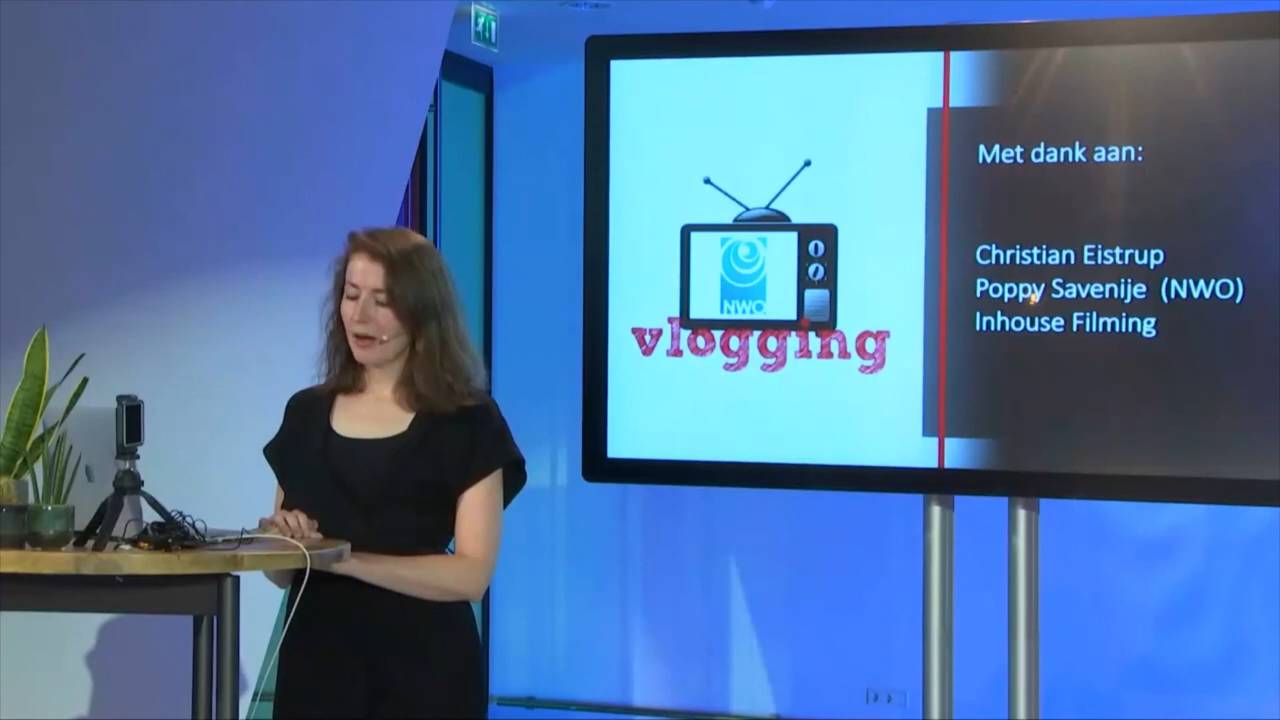 Met dank aan:
NWO
vlogging
Christian Eistrup
Poppy Savenije (NWO)
Inhouse Filming